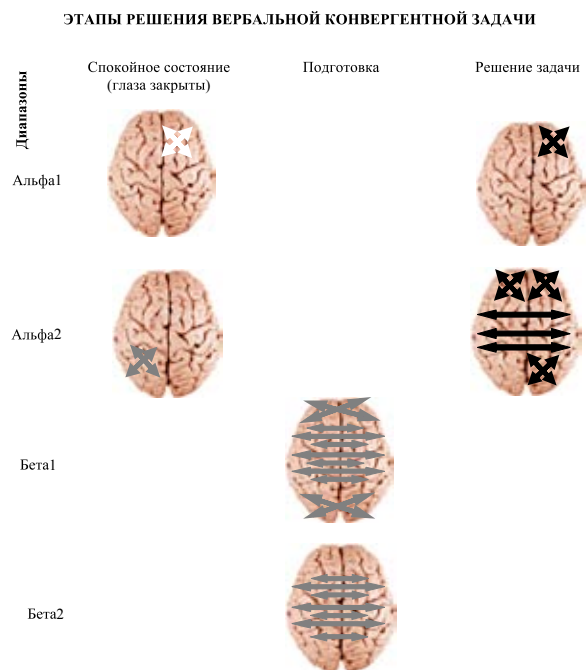 ЭТАПЫ РЕШЕНИЯ ВЕРБАЛЬНОЙ КОНВЕРГЕНТНОЙ ЗАДАЧИ
Диапазоны
Спокойное состояние
(глаза закрыты)
Подготовка
Решение задачи
Альфа1
Альфа2
Бета1
Бета2